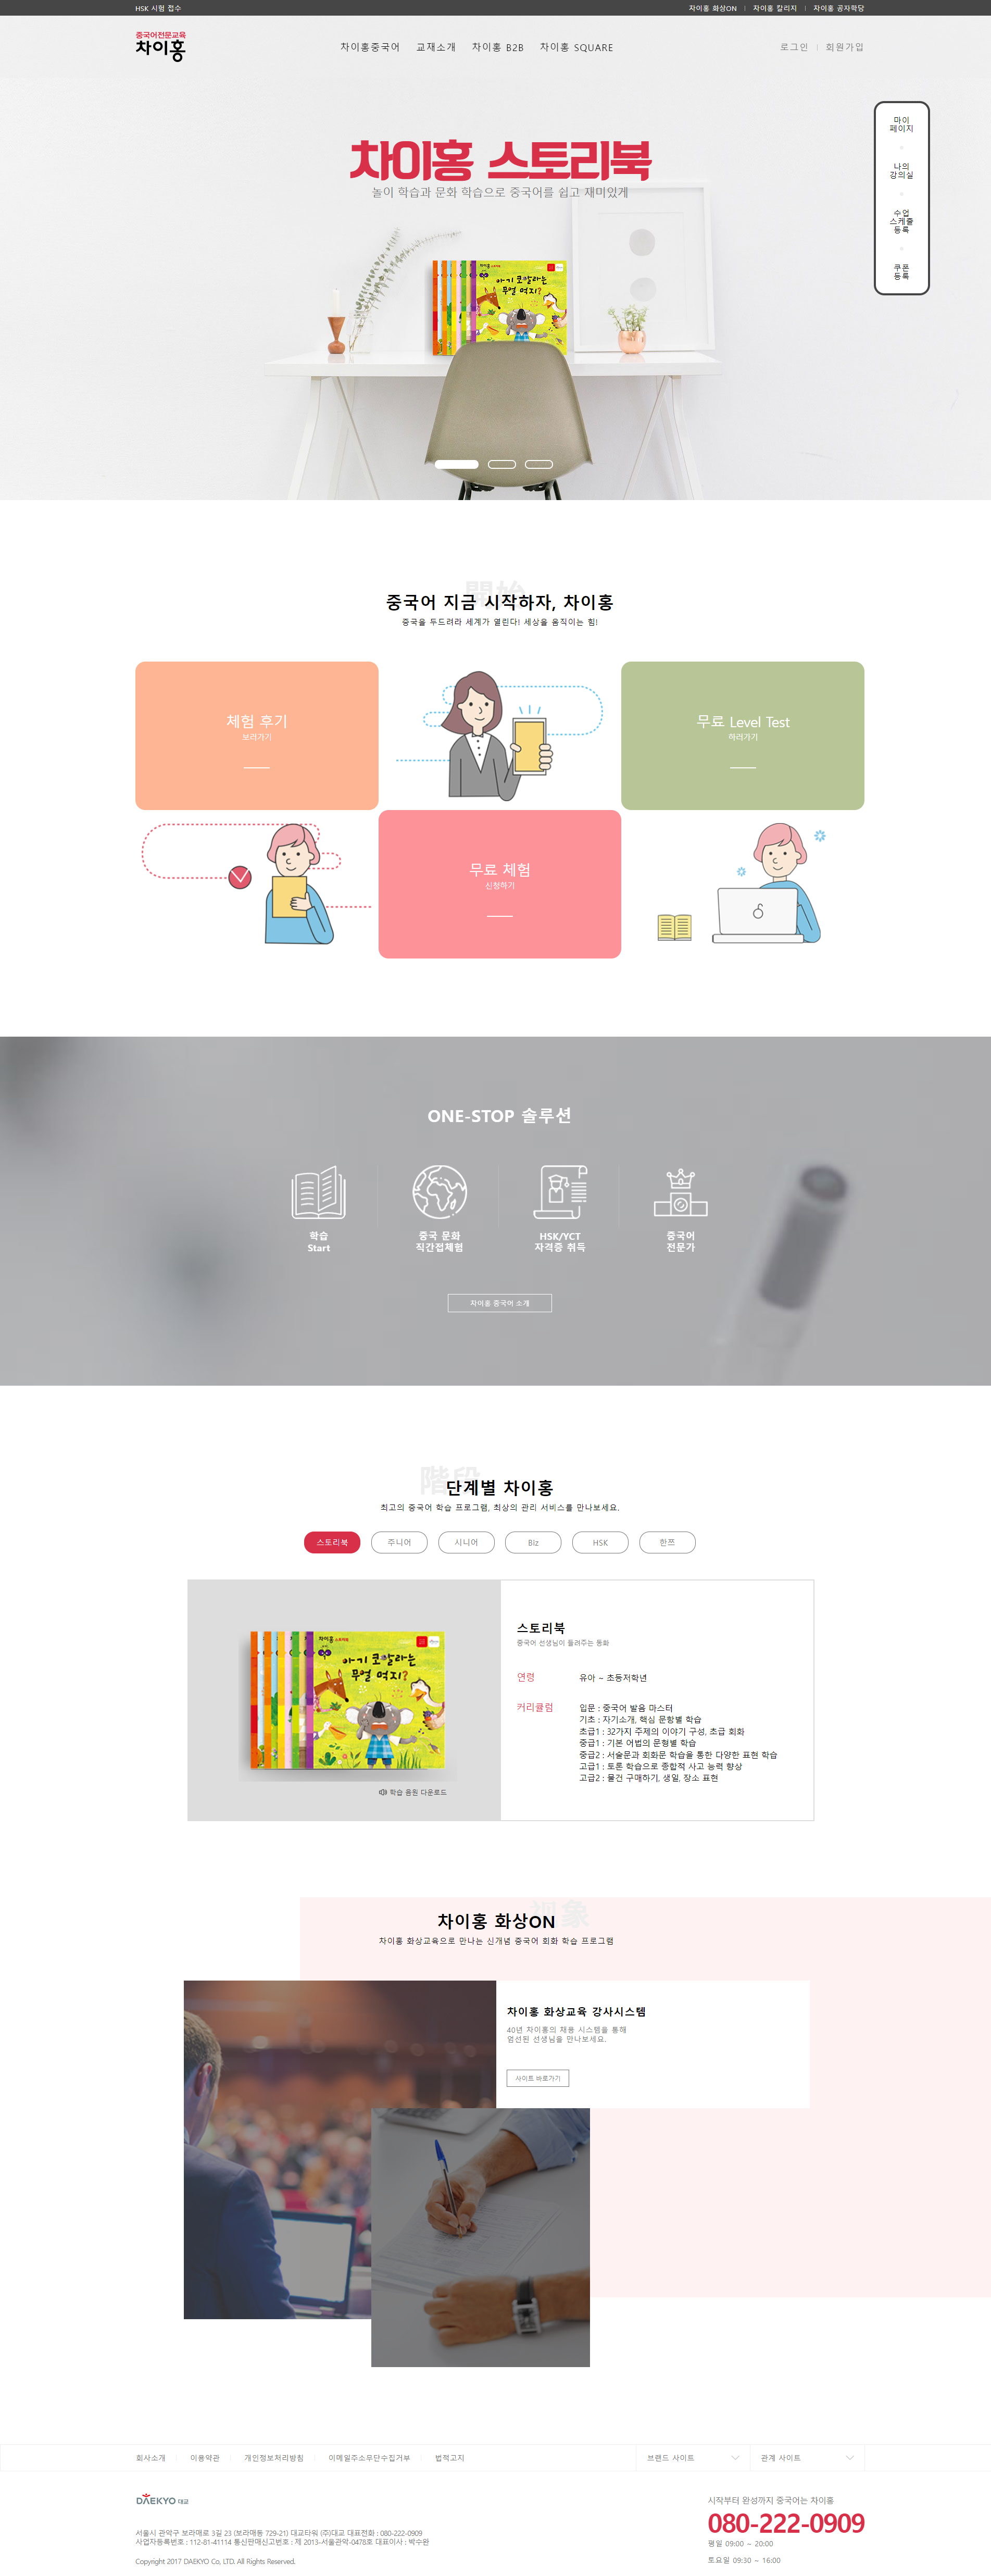 HSK 시험 접수
차이홍 화상ON
차이홍 칼리지
차이홍 공자학당
중국어전문교육
차이홍
차이홍중국어
교재소개
차이홍 B2B
차이홍 SQUARE
로그인
회원가입
마이
페이지
나의
강의실
수업
스케줄
등록
쿠폰
등록
차이홍 스토리북
놀이 학습과 문화 학습으로 중국어를 쉽고 재미있게
차이홍 스토리북
아기 코알라는
무얼 먹지?
開始
중국어 지금 시작하자, 차이홍
중국을 두드려라 세계가 열린다! 세상을 움직이는 힘!
체험 후기
보러가기
무료 Level Test
하러가기
무료 체험
신청하기
ONE-STOP 솔루션
학습
Start
중국 문화
직간접체험
HSK/YCT
자격증 취득
중국어
전문가
차이홍 중국어 소개
階段
단계별 차이홍
최고의 중국어 학습 프로그램, 최상의 관리 서비스를 만나보세요.
스토리북
주니어
시니어
Biz
HSK
한쯔
차이홍 스토리북
아기 코알라는
무얼 먹지?
학습 음원 다운로드
스토리북
중국어 선생님이 들려주는 동화
연령
유아 ~ 초등저학년
커리큘럼
입문 : 중국어 발음 마스터
기초 : 자기소개, 핵심 문항별 학습
초급1 : 32가지 주제의 이야기 구성, 초급 회화
중급1 : 기본 어법의 문형별 학습
중급2 : 서술문과 회화문 학습을 통한 다양한 표현 학습
고급1 : 토론 학습으로 종합적 사고 능력 향상
고급2 : 물건 구매하기, 생일, 장소 표현
차이홍 화상ON
차이홍 화상교육으로 만나는 신개념 중국어 회화 학습 프로그램
차이홍 화상교육 강사시스템
40년 차이홍의 채용 시스템을 통해
엄선된 선생님을 만나보세요.
사이트 바로가기
회사소개
이용약관
개인정보처리방침
이메일주소무단수집거부
법적고지
브랜드 사이트
관계 사이트
DAEKYO 대교
서울시 관악구 보라매로 3길 23 (보라매동 729-21) 대교타워 (주)대교 대표전화 : 080-222-0909
사업자등록번호 : 112-81-41114 통신판매신고번호 : 제 2013-서울관악-0478호 대표이사 : 박수완
Copyright 2017 DAEKYO Co, LTD. All Rights Reserved.
시작부터 완성까지 중국어는 차이홍
080-222-0909
평일 09:00 ~ 20:00
토요일 09:30 ~ 16:00